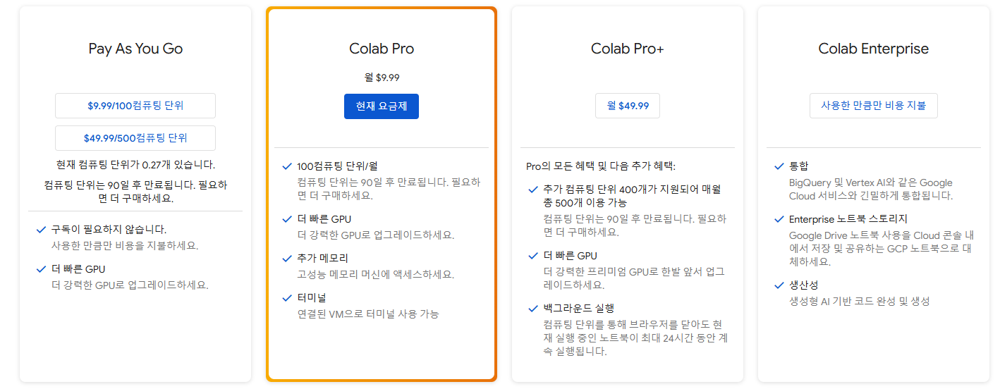 Pay As You Go
$9.99/100컴퓨팅 단위
$49.99/500컴퓨팅 단위
현재 컴퓨팅 단위가 0.27개 있습니다.
컴퓨팅 단위는 90일 후 만료됩니다. 필요하
면 더 구매하세요.
구독이 필요하지 않습니다.
사용한 만큼만 비용을 지불하세요.
더 빠른 GPU
더 강력한 GPU로 업그레이드하세요.
Colab Pro
월 $9.99
현재 요금제
100컴퓨팅 단위/월
컴퓨팅 단위는 90일 후 만료됩니다. 필요하
면 더 구매하세요.
더 빠른 GPU
더 강력한 GPU로 업그레이드하세요.
추가 메모리
고성능 메모리 머신에 액세스하세요.
터미널
연결된 VM으로 터미널 사용 가능
Colab Pro+
월 $49.99
Pro의 모든 혜택 및 다음 추가 혜택:
추가 컴퓨팅 단위 400개가 지원되어 매월
총 500개 이용 가능
컴퓨팅 단위는 90일 후 만료됩니다. 필요하
면 더 구매하세요.
더 빠른 GPU
더 강력한 프리미엄 GPU로 한발 앞서 업그
레이드하세요.
백그라운드 실행
컴퓨팅 단위를 통해 브라우저를 닫아도 현
재 실행 중인 노트북이 최대 24시간 동안 계
속 실행됩니다.
Colab Enterprise
사용한 만큼만 비용 지불
통합
BigQuery 및 Vertex AI와 같은 Google
Cloud 서비스와 긴밀하게 통합됩니다.
Enterprise 노트북 스토리지
Google Drive 노트북 사용을 Cloud 콘솔 내
에서 저장 및 공유하는 GCP 노트북으로 대
체하세요.
생산성
생성형 AI 기반 코드 완성 및 생성